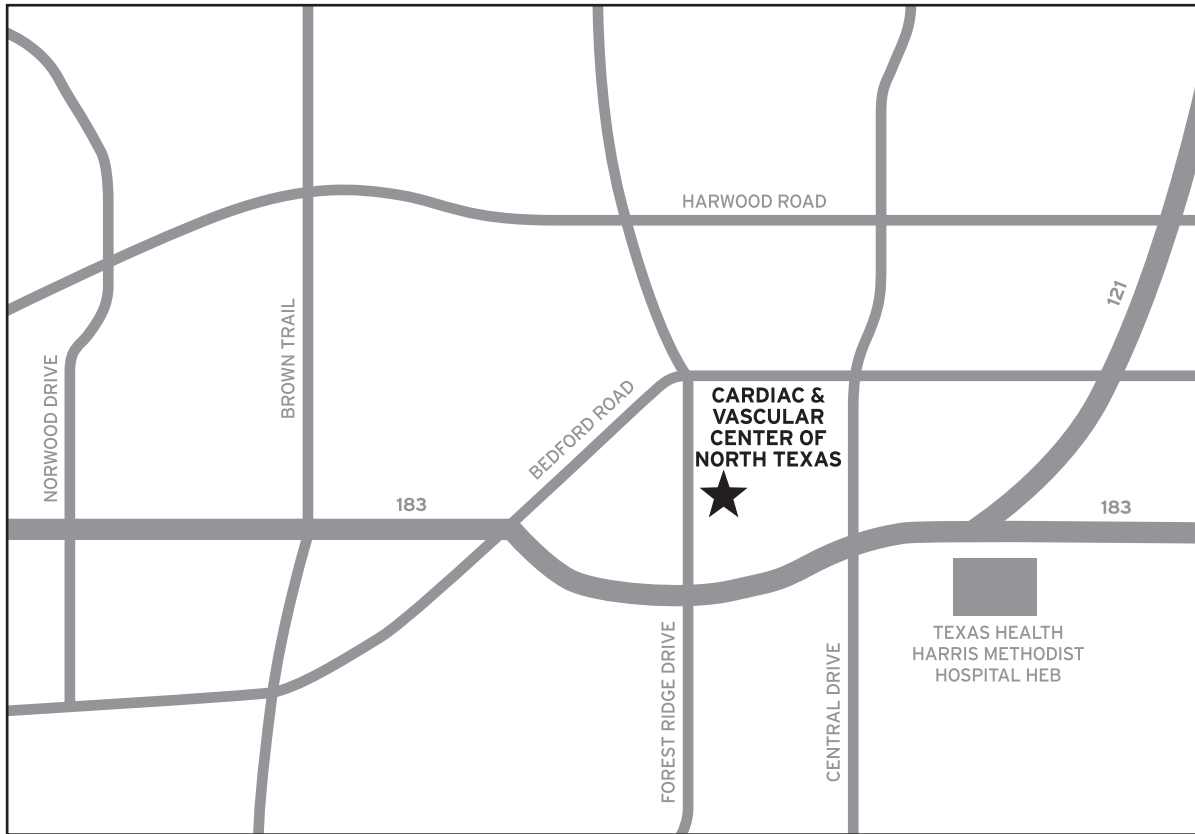 HARWOOD ROAD
121
BROWN TRAIL
NORWOOD DRIVE
BEDFORD ROAD
CARDIAC &
VASCULAR
CENTER OF
NORTH TEXAS
183
183
TEXAS HEALTH
HARRIS METHODIST
HOSPITAL HEB
FOREST RIDGE DRIVE
CENTRAL DRIVE